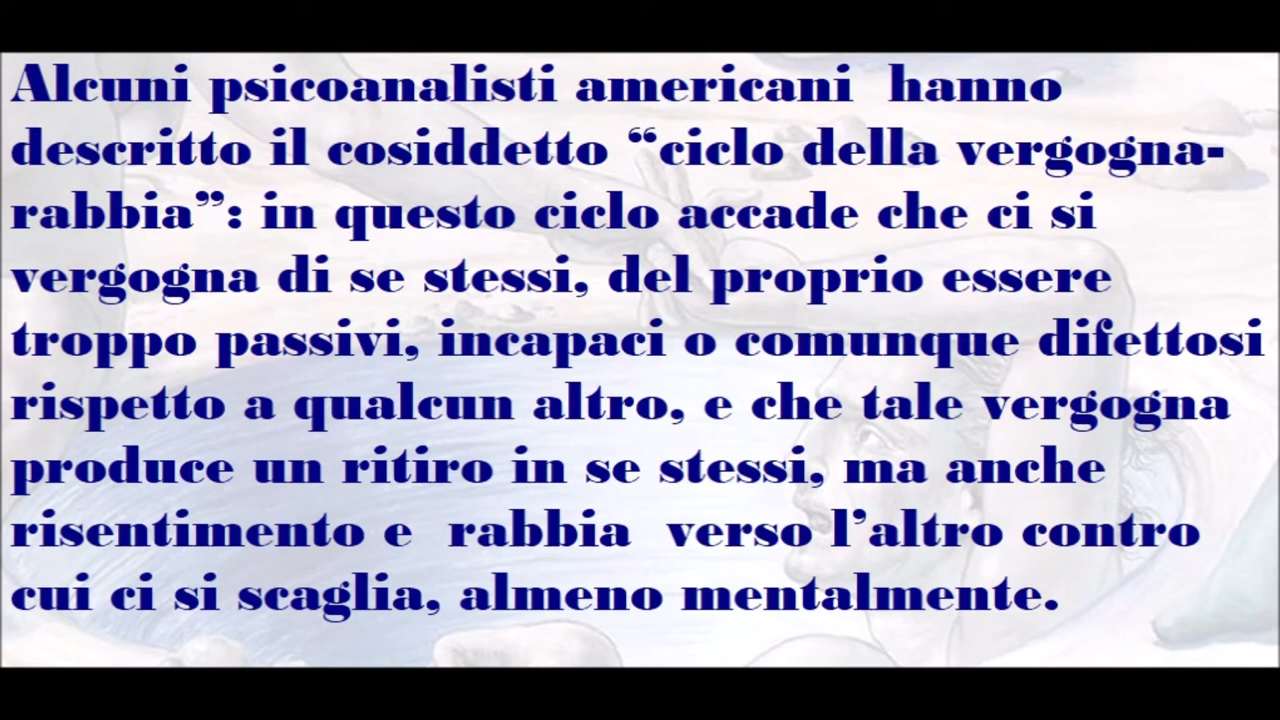 Alcuni psicoanalisti americani  hanno
descritto il cosiddetto “ciclo della vergogna-
rabbia”: in questo ciclo accade che ci si
vergogna di se stessi, del proprio essere
troppo passivi, incapaci o comunque difettosi
rispetto a qualcun altro, e che tale vergogna
produce un ritiro in se stessi, ma anche
risentimento e  rabbia  verso l’altro contro
cui ci si scaglia, almeno mentalmente.